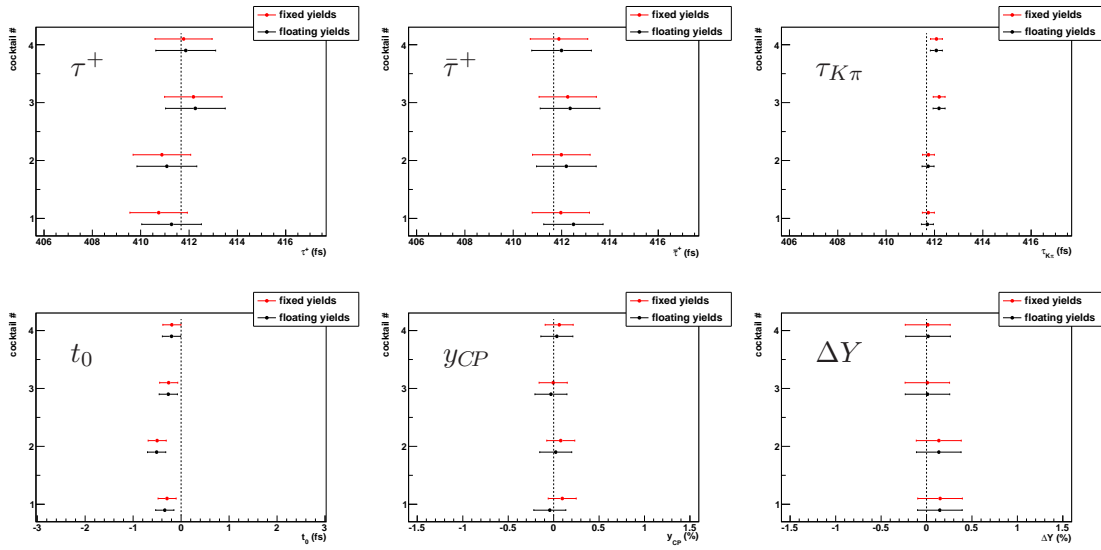 fixed yields
floating yields
cocktail #
τ⁺
4
3
2
1
406 408 410 412 414 416
τ⁺ (fs)
fixed yields
floating yields
cocktail #
τ̄⁺
4
3
2
1
406 408 410 412 414 416
τ̄⁺ (fs)
fixed yields
floating yields
cocktail #
τ_Kπ
4
3
2
1
406 408 410 412 414 416
τ_Kπ (fs)
fixed yields
floating yields
cocktail #
t₀
4
3
2
1
-3 -2 -1 0 1 2 3
t₀ (fs)
fixed yields
floating yields
cocktail #
y_CP
4
3
2
1
-1.5 -1 -0.5 0 0.5 1 1.5
y_CP (%)
fixed yields
floating yields
cocktail #
ΔY
4
3
2
1
-1.5 -1 -0.5 0 0.5 1 1.5
ΔY (%)